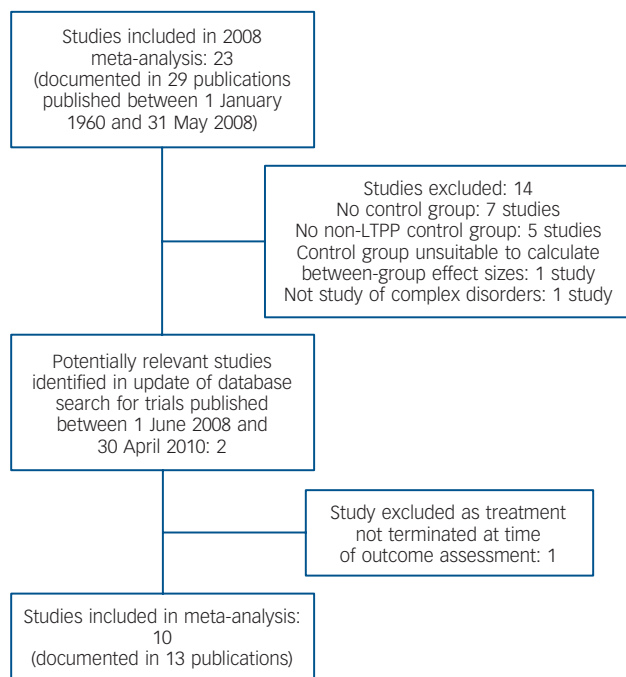 Studies included in 2008
meta-analysis: 23
(documented in 29 publications
published between 1 January
1960 and 31 May 2008)
Studies excluded: 14
No control group: 7 studies
No non-LTPP control group: 5 studies
Control group unsuitable to calculate
between-group effect sizes: 1 study
Not study of complex disorders: 1 study
Potentially relevant studies
identified in update of database
search for trials published
between 1 June 2008 and
30 April 2010: 2
Study excluded as treatment
not terminated at time
of outcome assessment: 1
Studies included in meta-analysis:
10
(documented in 13 publications)